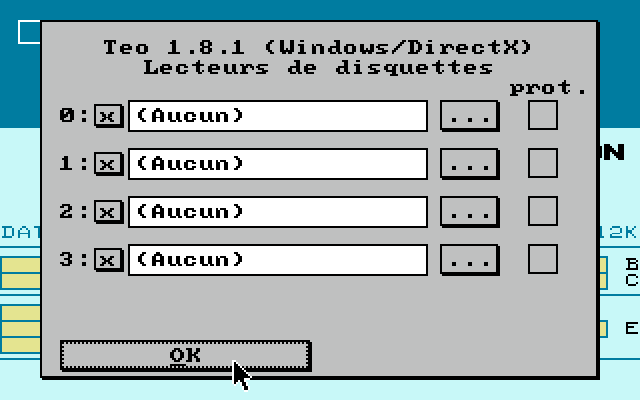 Teo 1.8.1 (Windows/DirectX)
Lecteurs de disquettes
prot.
0: x (Aucun) ...
1: x (Aucun) ...
2: x (Aucun) ...
3: x (Aucun) ...
OK